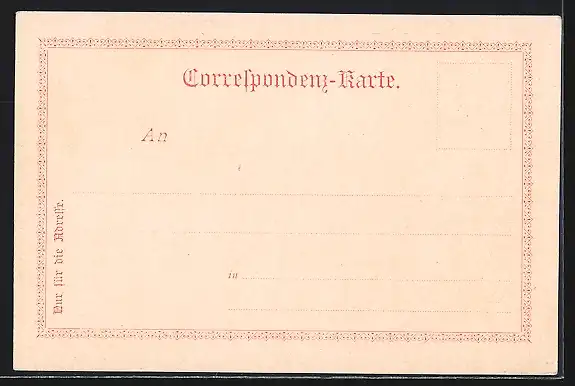 Correſpondenz-Karte.
An
in
Nur für die Adreſſe.